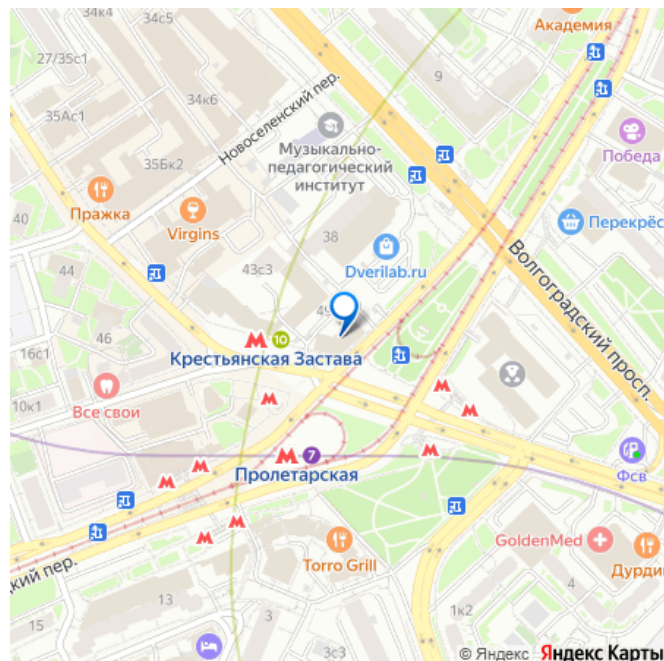 34к4
Академия
27/35с1
34с5
9
35Ас1
34к6
Новоселенский пер.
Музыкально-
педагогический
институт
Победа
35Бк2
Пражка
Virgins
40
38
Перекрёс
Dverilab.ru
Волгоградский просп.
44
43с3
46
10
16с1
Крестьянская Застава
10к1
Все свои
7
Пролетарская
Фсв
GoldenMed
Дурди
Torro Grill
кий пер.
13
4
15
3
1к2
3с3
© Яндекс Яндекс Карты